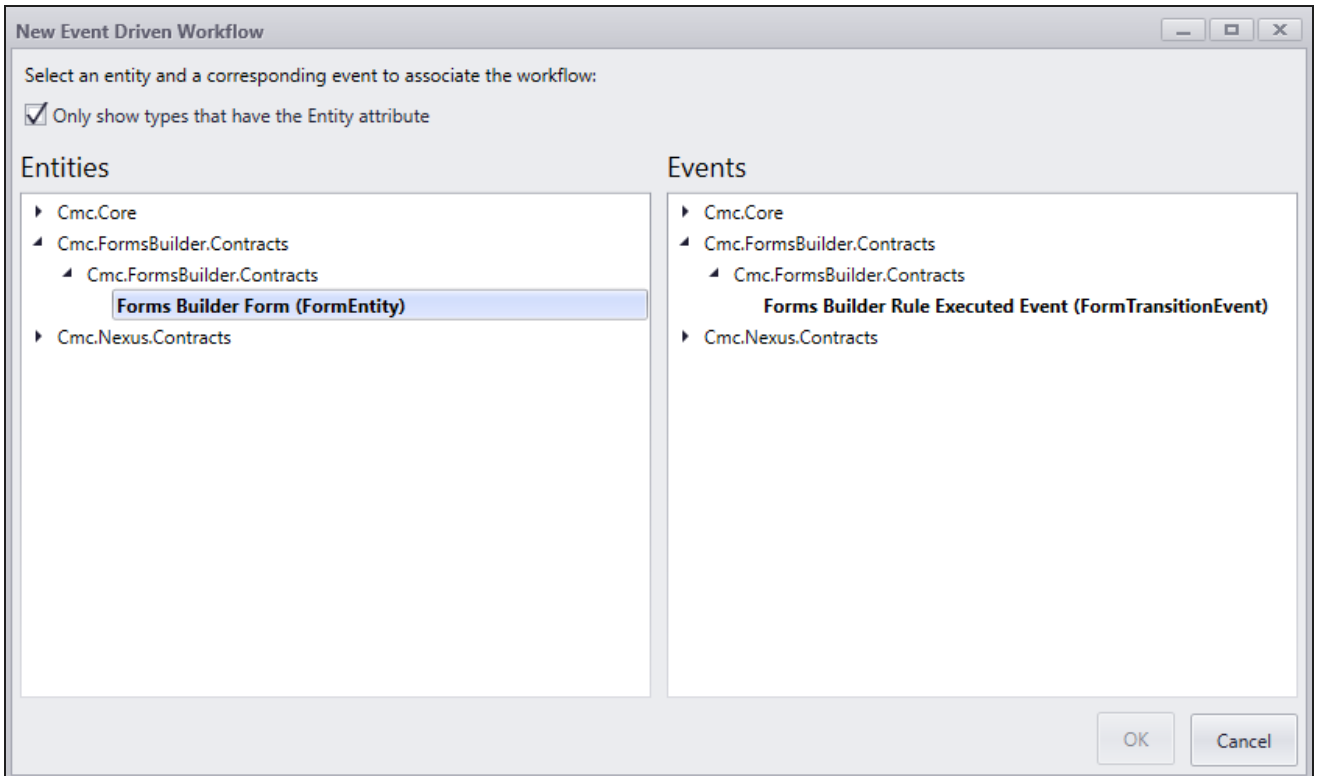 New Event Driven Workflow
Select an entity and a corresponding event to associate the workflow:
Only show types that have the Entity attribute
Entities
Cmc.Core
Cmc.FormsBuilder.Contracts
Cmc.FormsBuilder.Contracts
Forms Builder Form (FormEntity)
Cmc.Nexus.Contracts
Events
Cmc.Core
Cmc.FormsBuilder.Contracts
Cmc.FormsBuilder.Contracts
Forms Builder Rule Executed Event (FormTransitionEvent)
Cmc.Nexus.Contracts
OK
Cancel